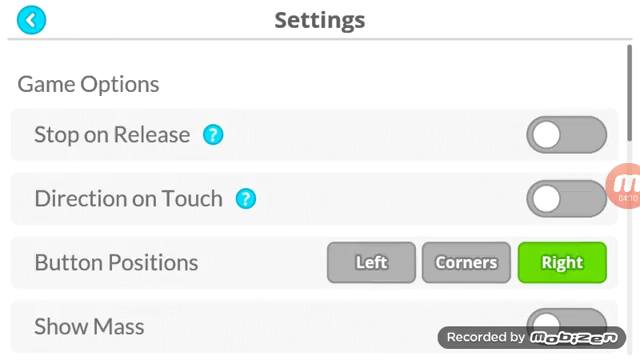 Settings
Game Options
Stop on Release ?
Direction on Touch ?
Button Positions Left Corners Right
Show Mass
04:10
Recorded by mobizen